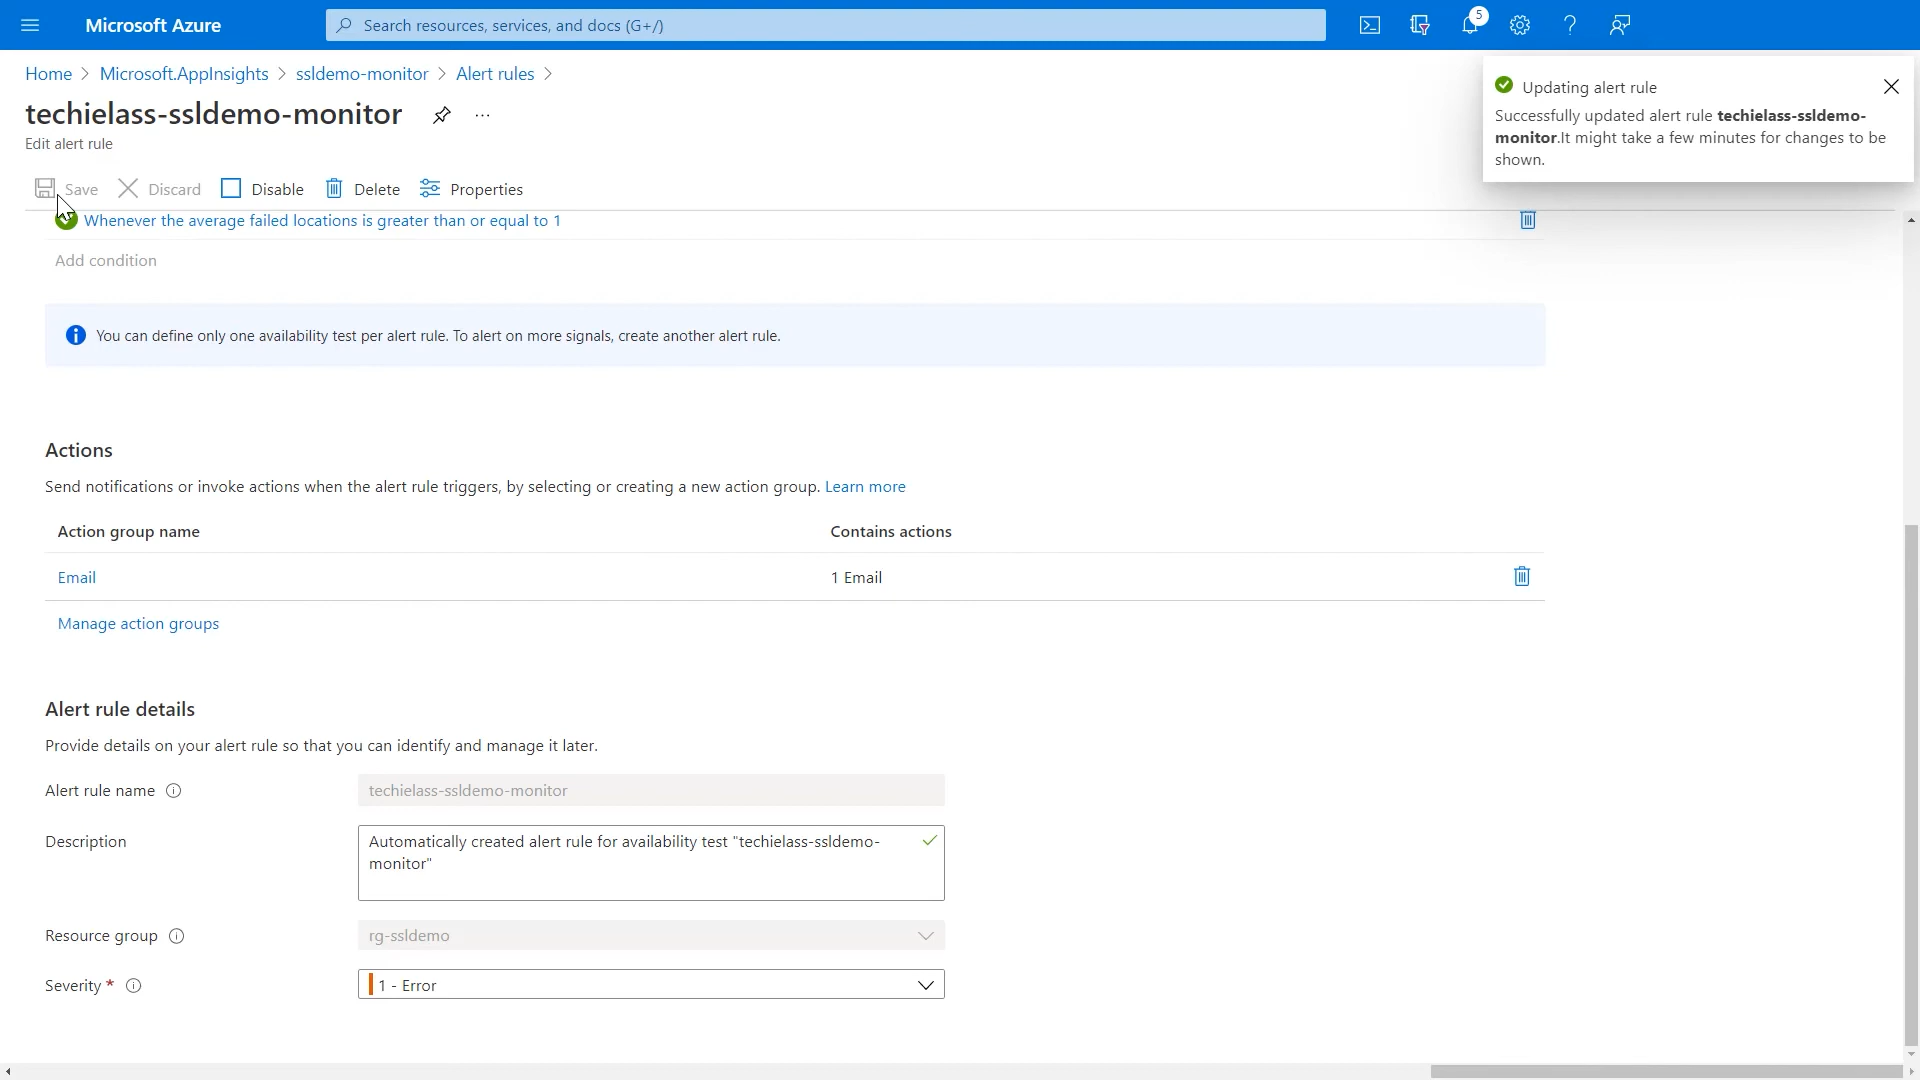 Microsoft Azure
Search resources, services, and docs (G+/)
5
Home > Microsoft.AppInsights > ssldemo-monitor > Alert rules >
techielass-ssldemo-monitor
...
Edit alert rule
Updating alert rule
Successfully updated alert rule techielass-ssldemo-
monitor.It might take a few minutes for changes to be
shown.
Save Discard Disable Delete Properties
Whenever the average failed locations is greater than or equal to 1
Add condition
You can define only one availability test per alert rule. To alert on more signals, create another alert rule.
Actions
Send notifications or invoke actions when the alert rule triggers, by selecting or creating a new action group. Learn more
Action group name Contains actions
Email 1 Email
Manage action groups
Alert rule details
Provide details on your alert rule so that you can identify and manage it later.
Alert rule name techielass-ssldemo-monitor
Description Automatically created alert rule for availability test "techielass-ssldemo-
monitor"
Resource group rg-ssldemo
Severity * 1 - Error